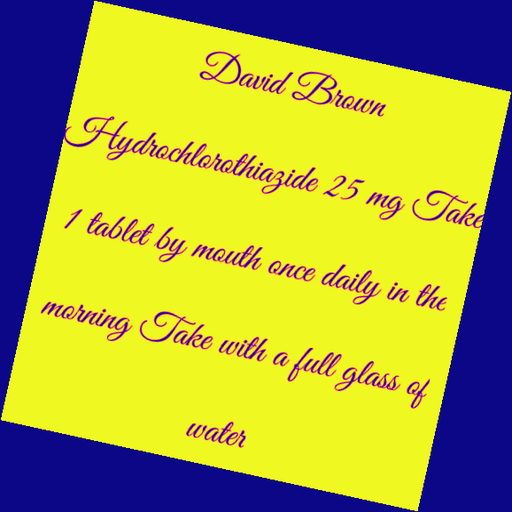 David Brown
Hydrochlorothiazide 25 mg Take
1 tablet by mouth once daily in the
morning Take with a full glass of
water